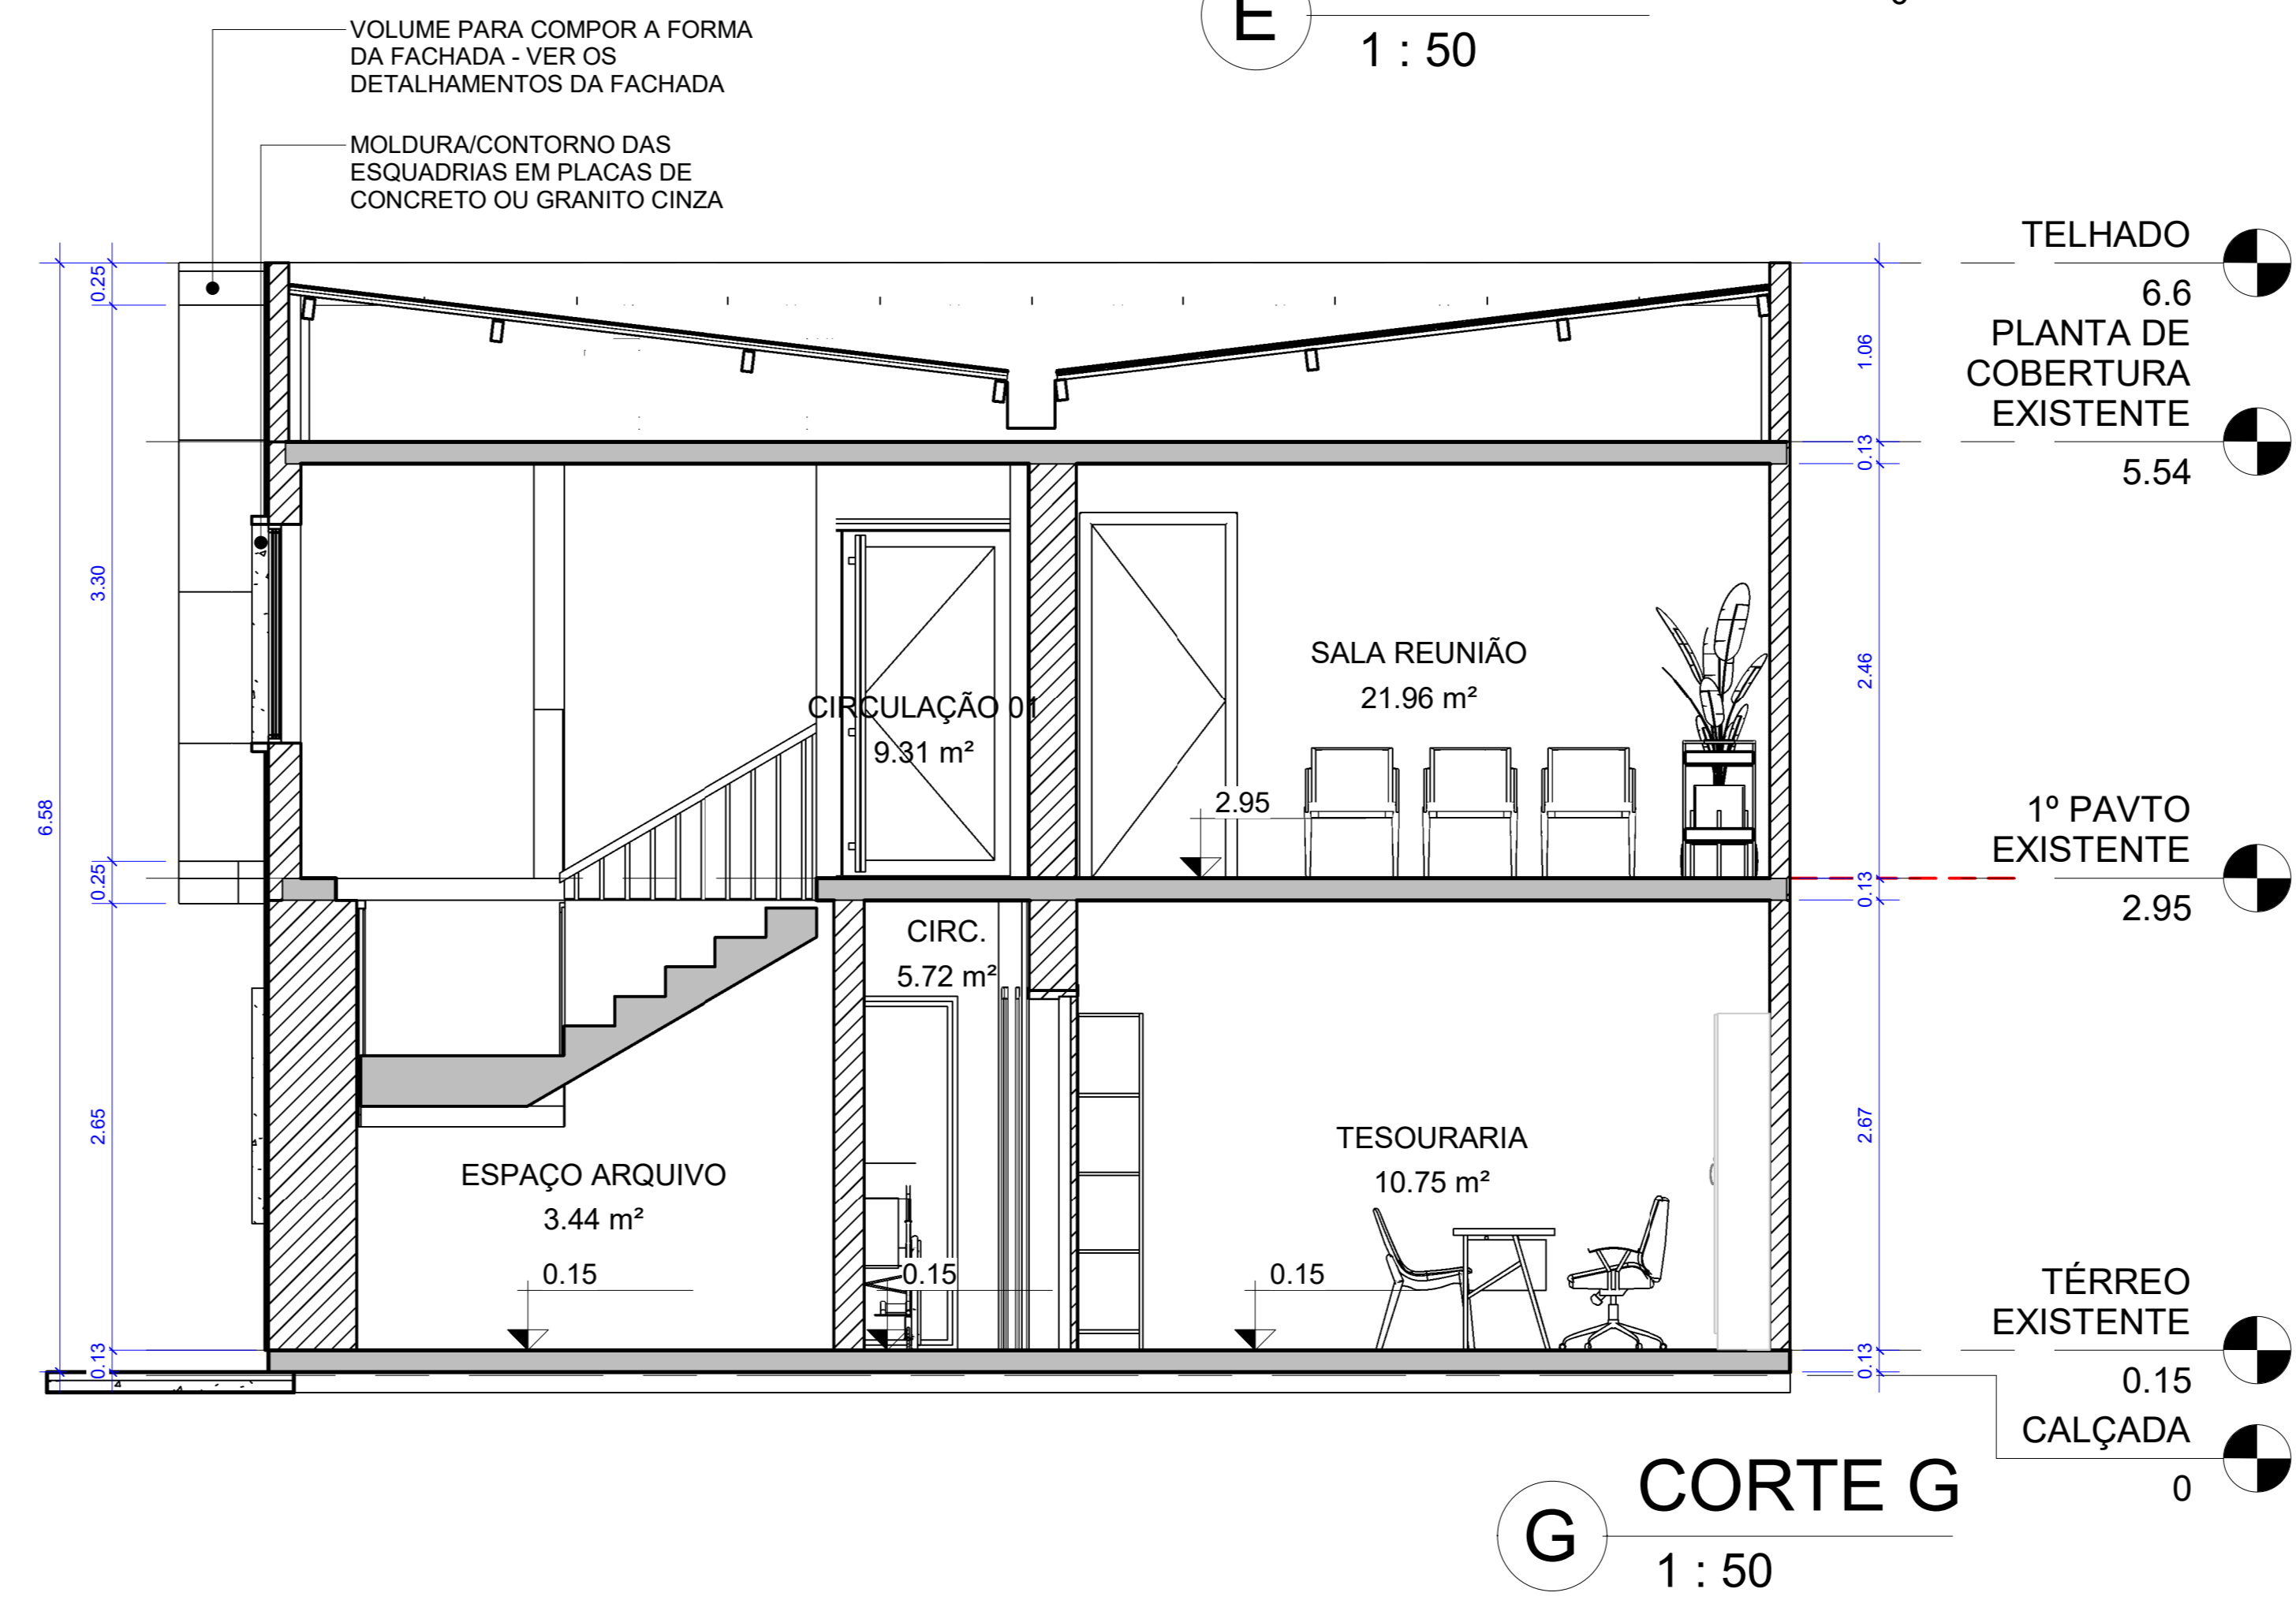 E
1 : 50
VOLUME PARA COMPOR A FORMA
DA FACHADA - VER OS
DETALHAMENTOS DA FACHADA
MOLDURA/CONTORNO DAS
ESQUADRIAS EM PLACAS DE
CONCRETO OU GRANITO CINZA
TELHADO
6.6
PLANTA DE
COBERTURA
EXISTENTE
5.54
1º PAVTO
EXISTENTE
2.95
TÉRREO
EXISTENTE
0.15
CALÇADA
0
6.58
0.25
3.30
0.25
2.65
0.13
1.06
0.13
2.46
0.13
2.67
0.13
CIRCULAÇÃO 01
9.31 m²
SALA REUNIÃO
21.96 m²
2.95
CIRC.
5.72 m²
ESPAÇO ARQUIVO
3.44 m²
0.15
0.15
TESOURARIA
10.75 m²
0.15
G
CORTE G
1 : 50